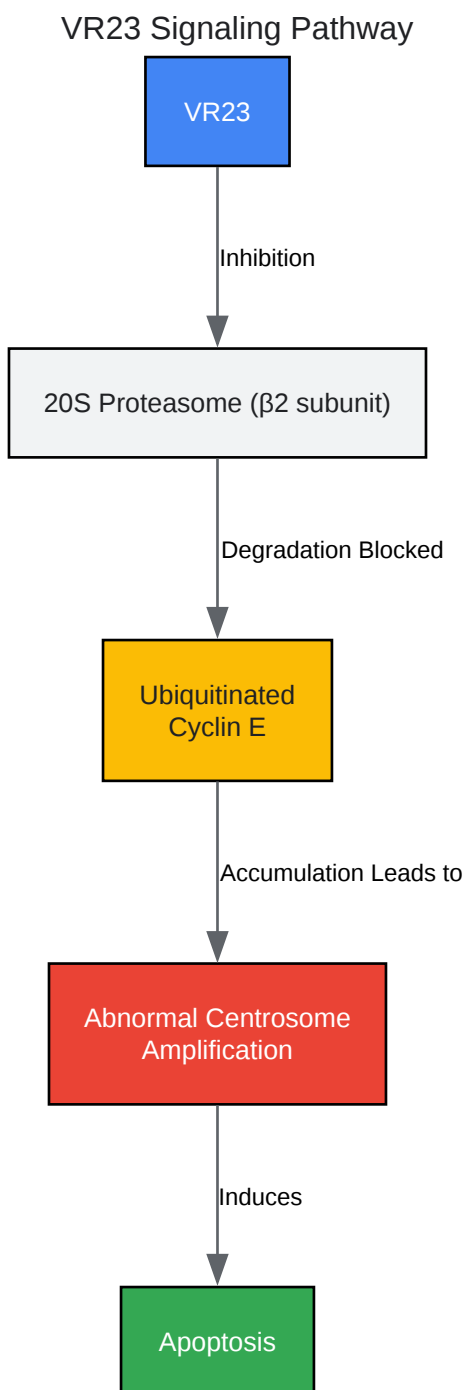 VR23 Signaling Pathway
VR23
Inhibition
20S Proteasome (β2 subunit)
Degradation Blocked
Ubiquitinated
Cyclin E
Accumulation Leads to
Abnormal Centrosome
Amplification
Induces
Apoptosis